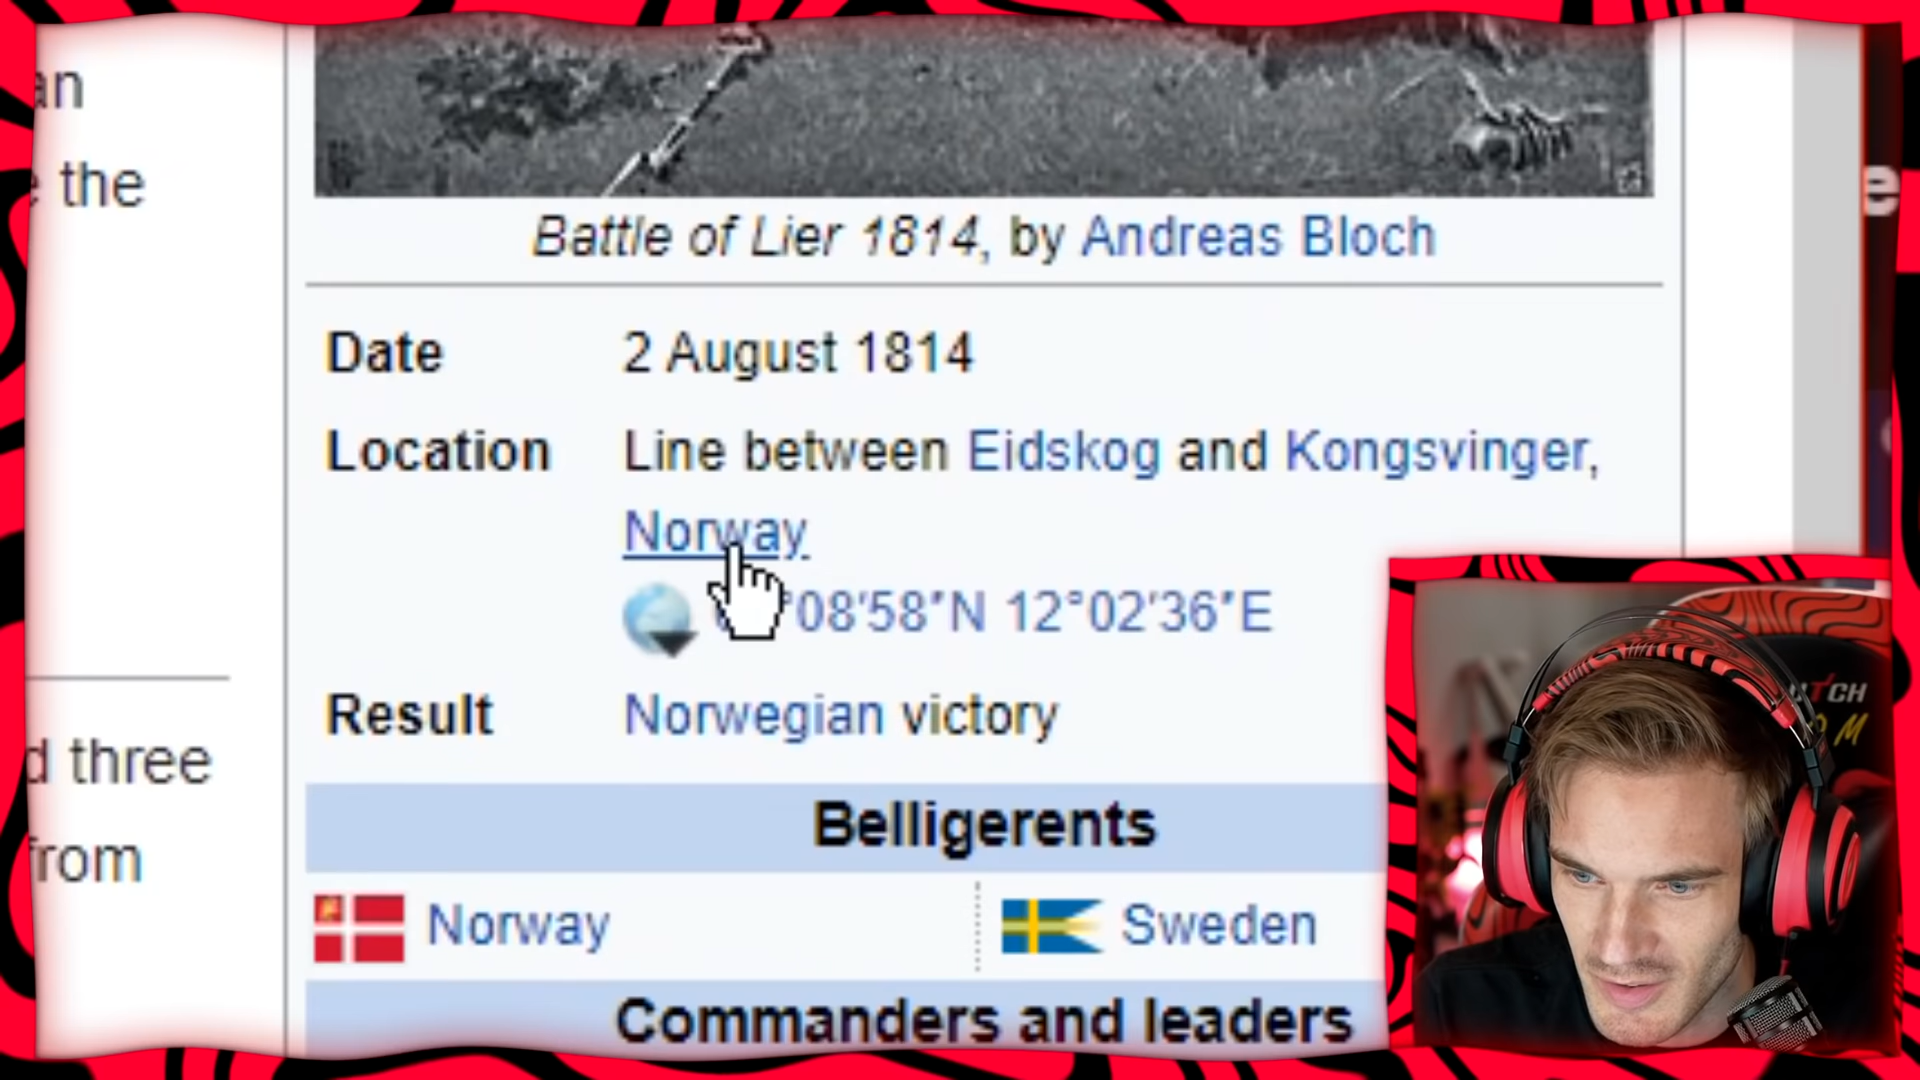 an
the
Battle of Lier 1814, by Andreas Bloch
Date 2 August 1814
Location Line between Eidskog and Kongsvinger,
Norway
°08′58″N 12°02′36″E
Result Norwegian victory
d three
from
Belligerents
Norway Sweden
Commanders and leaders
e